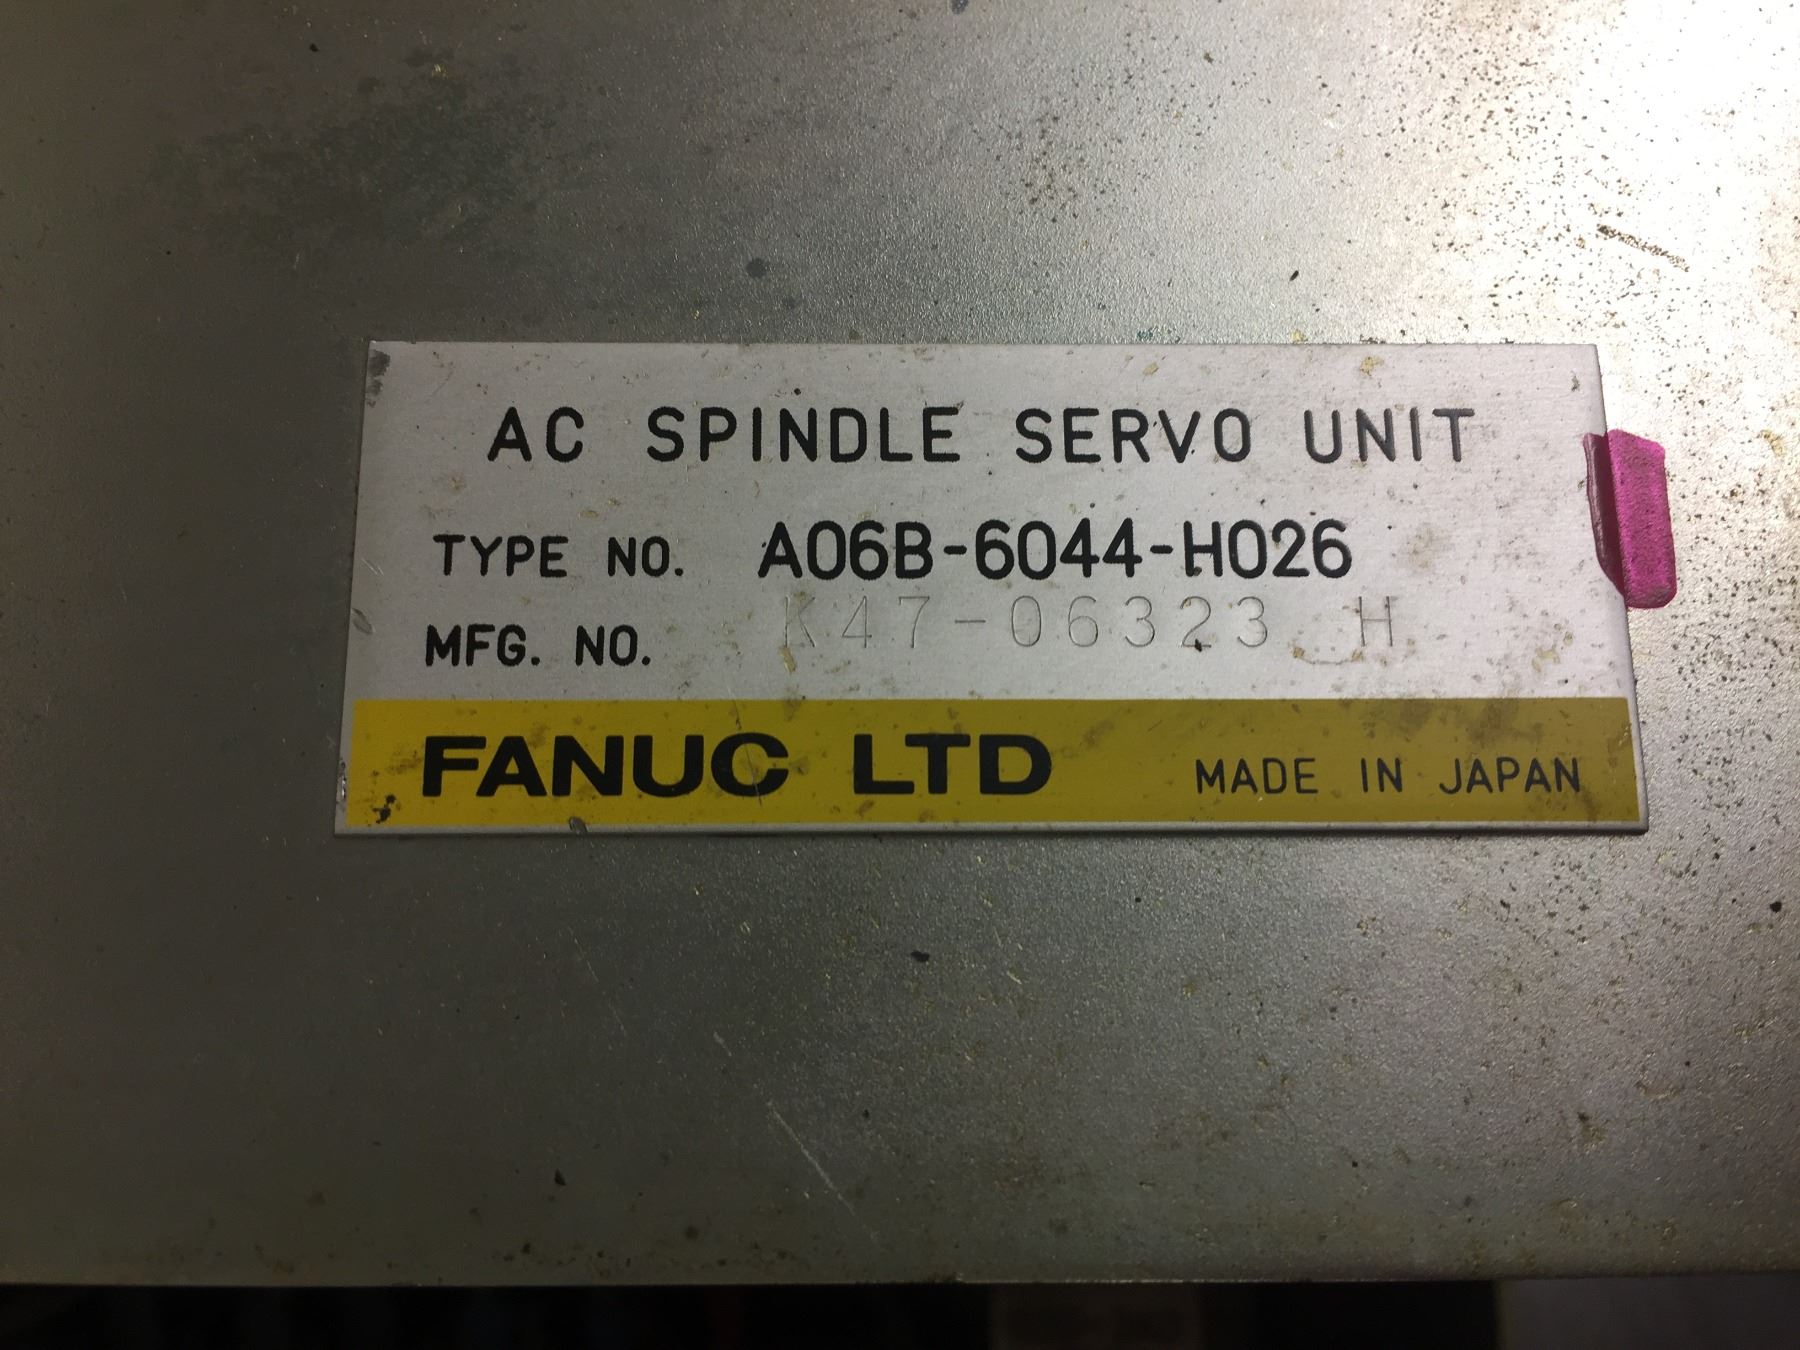 AC SPINDLE SERVO UNIT
TYPE NO. A06B-6044-H026
MFG. NO. K47-06323 H
FANUC LTD MADE IN JAPAN